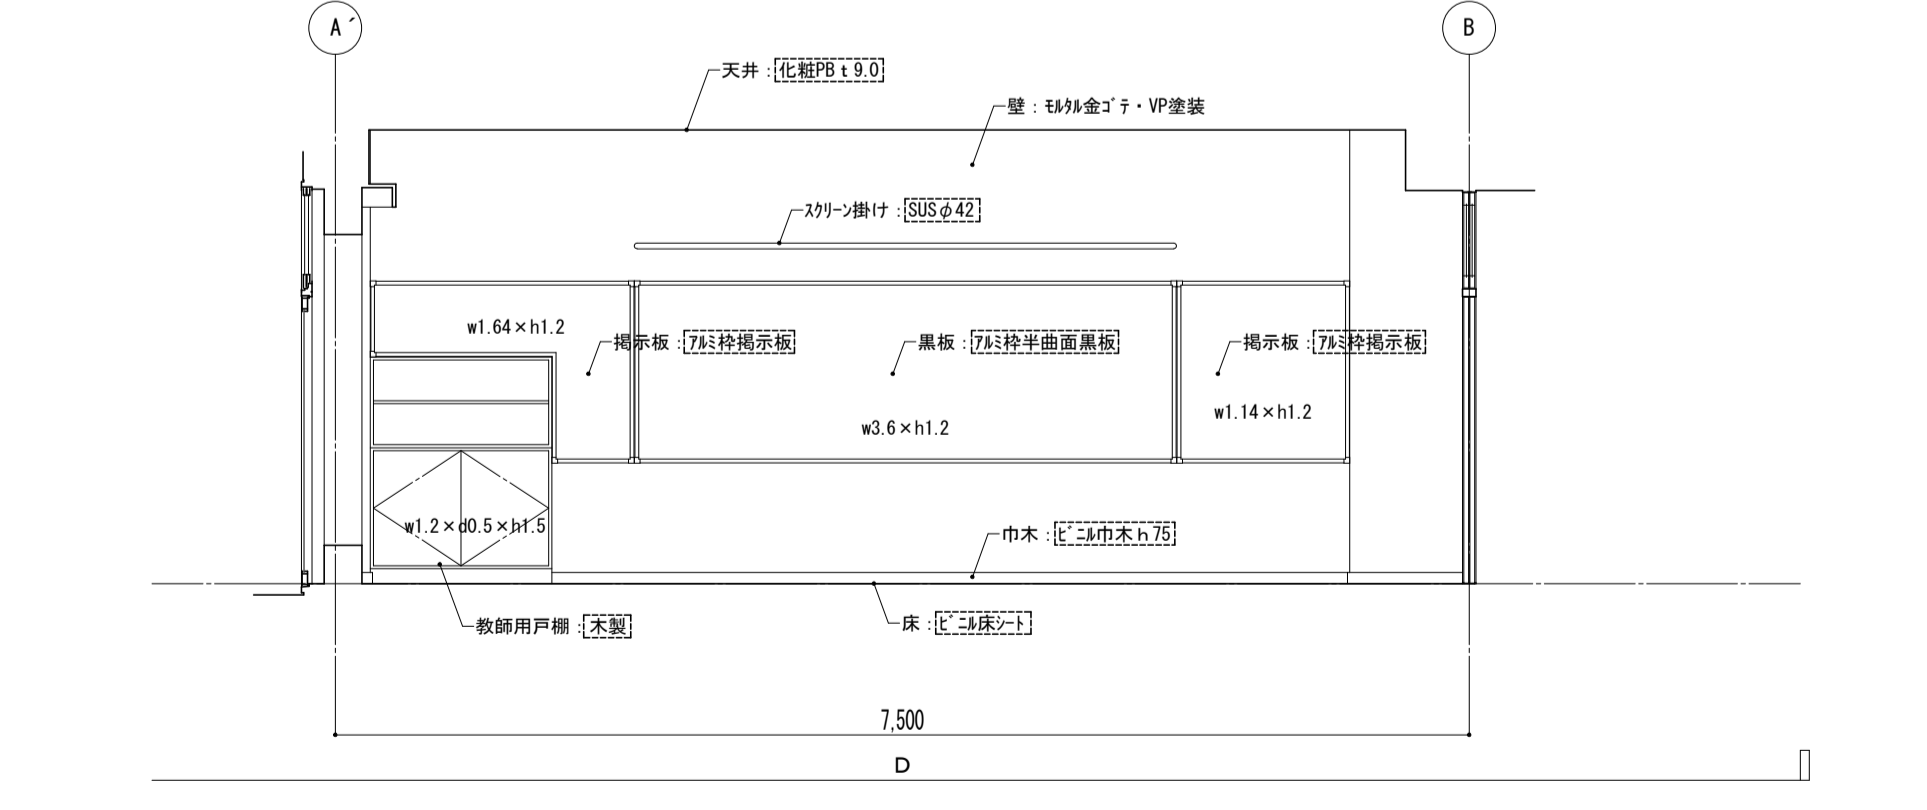 A´
B
天井：化粧PB t 9.0
壁：ﾓﾙﾀﾙ金ｺﾞﾃ・VP塗装
ｽｸﾘｰﾝ掛け：SUSφ42
w1.64×h1.2
掲示板：ｱﾙﾐ枠掲示板
黒板：ｱﾙﾐ枠半曲面黒板
掲示板：ｱﾙﾐ枠掲示板
w3.6×h1.2
w1.14×h1.2
w1.2×d0.5×h1.5
巾木：ﾋﾞﾆﾙ巾木ｈ75
教師用戸棚：木製
床：ﾋﾞﾆﾙ床ｼｰﾄ
7,500
D